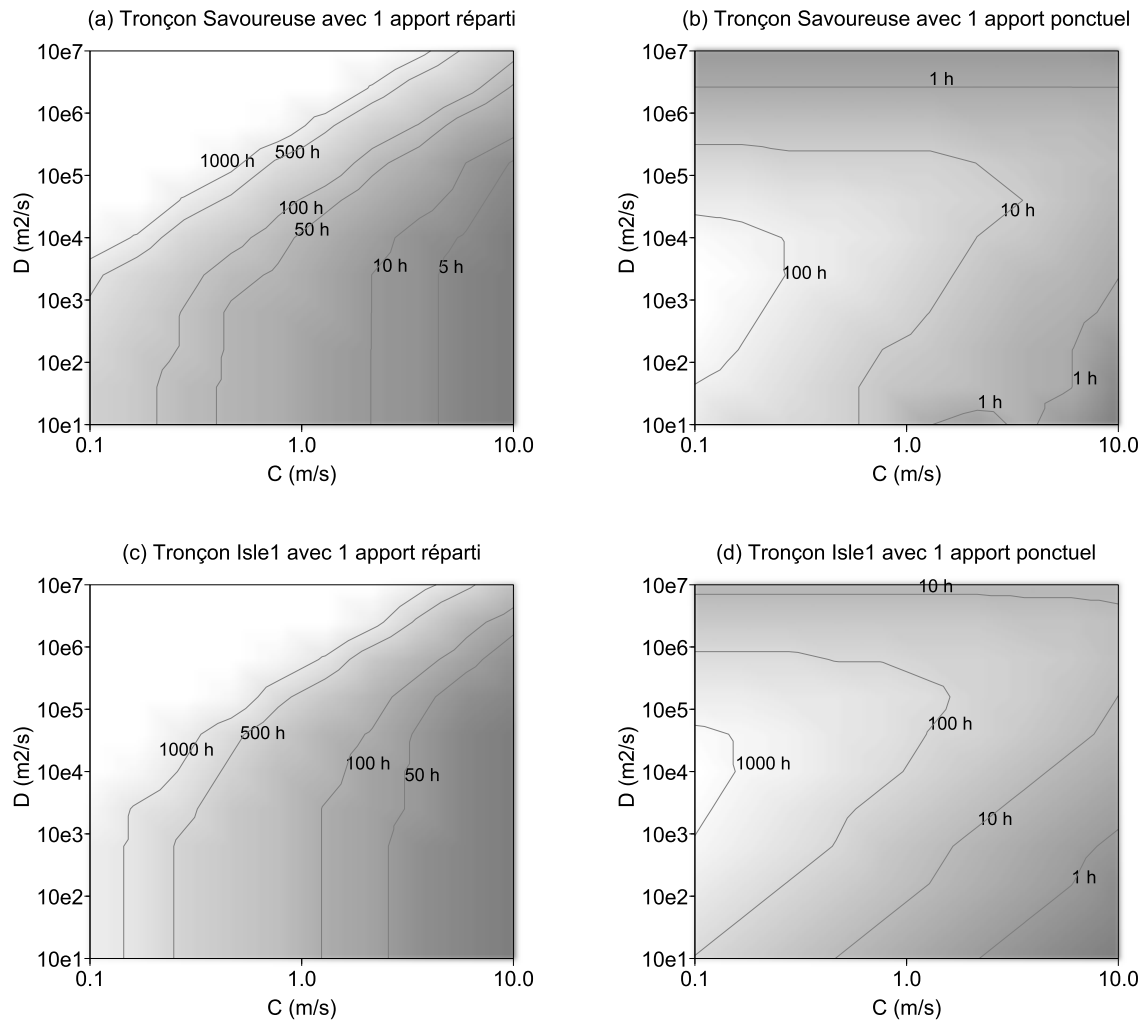 (a) Tronçon Savoureuse avec 1 apport réparti
10e7
10e6
10e5
10e4
10e3
10e2
10e1
D (m2/s)
1000 h
500 h
100 h
50 h
10 h
5 h
0.1
1.0
10.0
C (m/s)
(b) Tronçon Savoureuse avec 1 apport ponctuel
10e7
10e6
10e5
10e4
10e3
10e2
10e1
D (m2/s)
1 h
10 h
100 h
1 h
1 h
0.1
1.0
10.0
C (m/s)
(c) Tronçon Isle1 avec 1 apport réparti
10e7
10e6
10e5
10e4
10e3
10e2
10e1
D (m2/s)
1000 h
500 h
100 h
50 h
0.1
1.0
10.0
C (m/s)
(d) Tronçon Isle1 avec 1 apport ponctuel
10e7
10e6
10e5
10e4
10e3
10e2
10e1
D (m2/s)
10 h
100 h
1000 h
10 h
1 h
0.1
1.0
10.0
C (m/s)